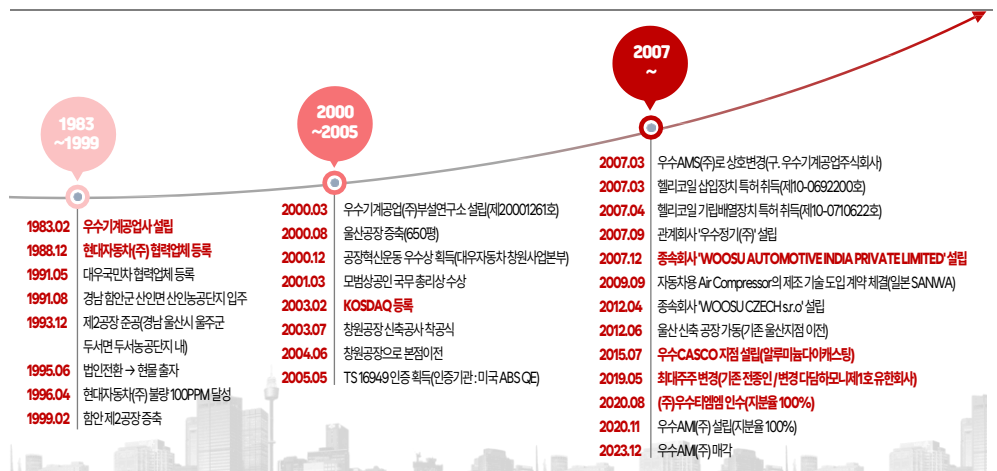 1983
~1999
1983.02 우수기계공업사 설립
1988.12 현대자동차(주) 협력업체 등록
1991.05 대우국민차 협력업체 등록
1991.08 경남 함안군 산인면 산인농공단지 입주
1993.12 제2공장 준공(경남 울산시 울주군
두서면 두서농공단지 내)
1995.06 법인전환 → 현물 출자
1996.04 현대자동차(주) 불량 100PPM 달성
1999.02 함안 제2공장 증축
2000
~2005
2000.03 우수기계공업(주)부설연구소 설립(제20001261호)
2000.08 울산공장 증축(650평)
2000.12 공장혁신운동 우수상 획득(대우자동차 창원사업본부)
2001.03 모범상공인 국무 총리상 수상
2003.02 KOSDAQ 등록
2003.07 창원공장 신축공사 착공식
2004.06 창원공장으로 본점이전
2005.05 TS 16949 인증 획득(인증기관 : 미국 ABS QE)
2007
~
2007.03 우수AMS(주)로 상호변경(구. 우수기계공업주식회사)
2007.03 헬리코일 삽입장치 특허 취득(제10-0692200호)
2007.04 헬리코일 기립배열장치 특허 취득(제10-0710622호)
2007.09 관계회사 '우수정기(주)' 설립
2007.12 종속회사 'WOOSU AUTOMOTIVE INDIA PRIVATE LIMITED' 설립
2009.09 자동차용 Air Compressor의 제조 기술 도입 계약 체결(일본 SANWA)
2012.04 종속회사 'WOOSU CZECH s.r.o' 설립
2012.06 울산 신축 공장 가동(기존 울산지점 이전)
2015.07 우수CASCO 지점 설립(알루미늄다이캐스팅)
2019.05 최대주주 변경(기존 전종인 / 변경 다담하모니제1호 유한회사)
2020.08 (주)우수티엠엠 인수(지분율 100%)
2020.11 우수AMI(주) 설립(지분율 100%)
2023.12 우수AMI(주) 매각